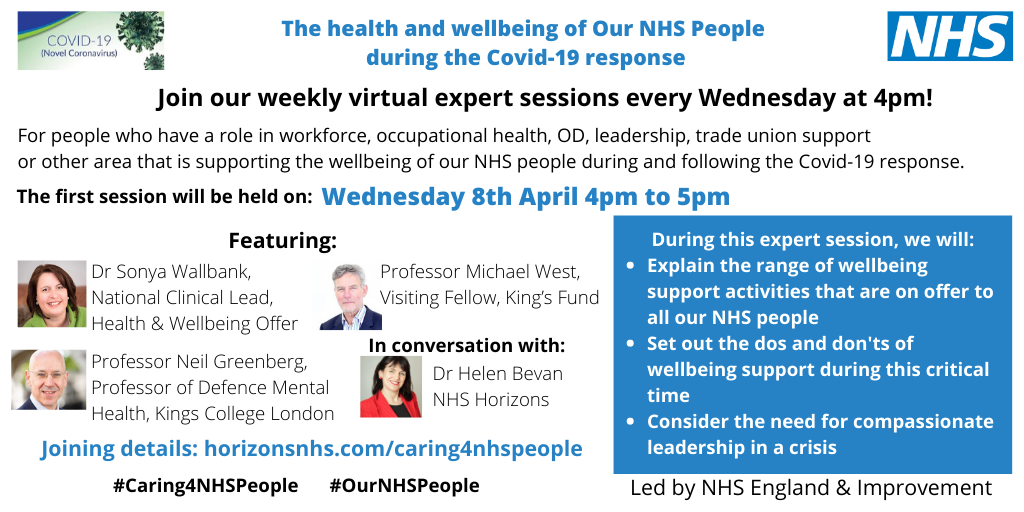 COVID-19
(Novel Coronavirus)
The health and wellbeing of Our NHS People
during the Covid-19 response
NHS
Join our weekly virtual expert sessions every Wednesday at 4pm!
For people who have a role in workforce, occupational health, OD, leadership, trade union support
or other area that is supporting the wellbeing of our NHS people during and following the Covid-19 response.
The first session will be held on: Wednesday 8th April 4pm to 5pm
Featuring:
Dr Sonya Wallbank,
National Clinical Lead,
Health & Wellbeing Offer
Professor Michael West,
Visiting Fellow, King's Fund
Professor Neil Greenberg,
Professor of Defence Mental
Health, Kings College London
In conversation with:
Dr Helen Bevan
NHS Horizons
Joining details: horizonsnhs.com/caring4nhspeople
#Caring4NHSPeople #OurNHSPeople
During this expert session, we will:
• Explain the range of wellbeing
support activities that are on offer to
all our NHS people
• Set out the dos and don'ts of
wellbeing support during this critical
time
• Consider the need for compassionate
leadership in a crisis
Led by NHS England & Improvement